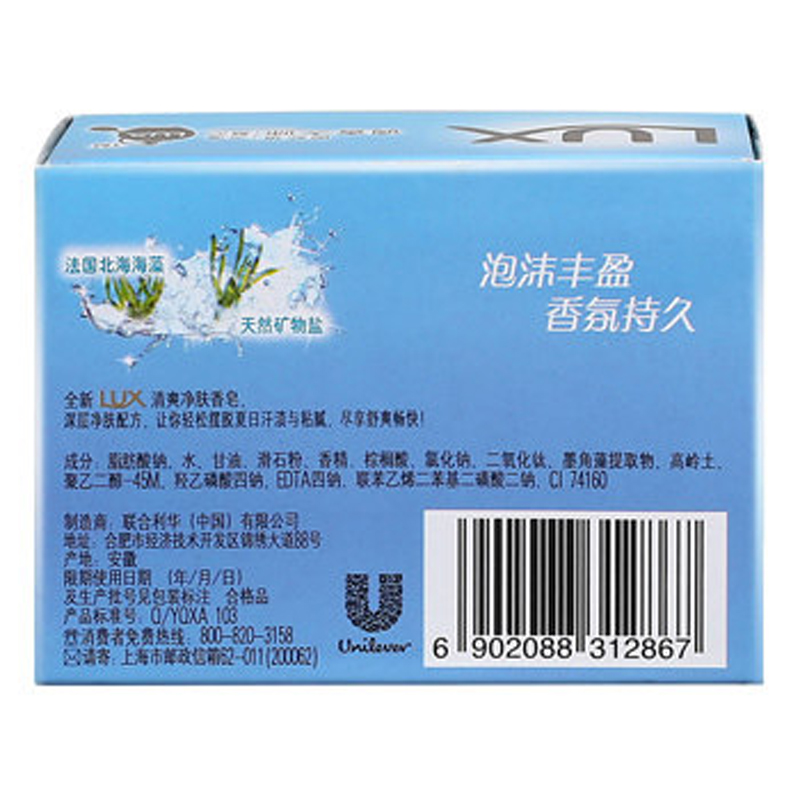 LUX
法国北海海藻
天然矿物盐
泡沫丰盈
香氛持久
全新 LUX 清爽净肤香皂,
深层净肤配方, 让你轻松摆脱夏日汗渍与粘腻, 尽享舒爽畅快!
成分: 脂肪酸钠、水、甘油、滑石粉、香精、棕榈酸、氯化钠、二氧化钛、墨角藻提取物、高岭土、
聚乙二醇-45M、羟乙磷酸四钠、EDTA四钠、联苯乙烯二苯基二磺酸二钠、CI 74160
制造商: 联合利华 (中国) 有限公司
地址: 合肥市经济技术开发区锦绣大道88号
产地: 安徽
限期使用日期 (年/月/日)
及生产批号见包装标注 合格品
产品标准号: Q/YQXA 103
消费者免费热线: 800-820-3158
请寄: 上海市邮政信箱62-011(200062)
Unilever
6 902088 312867